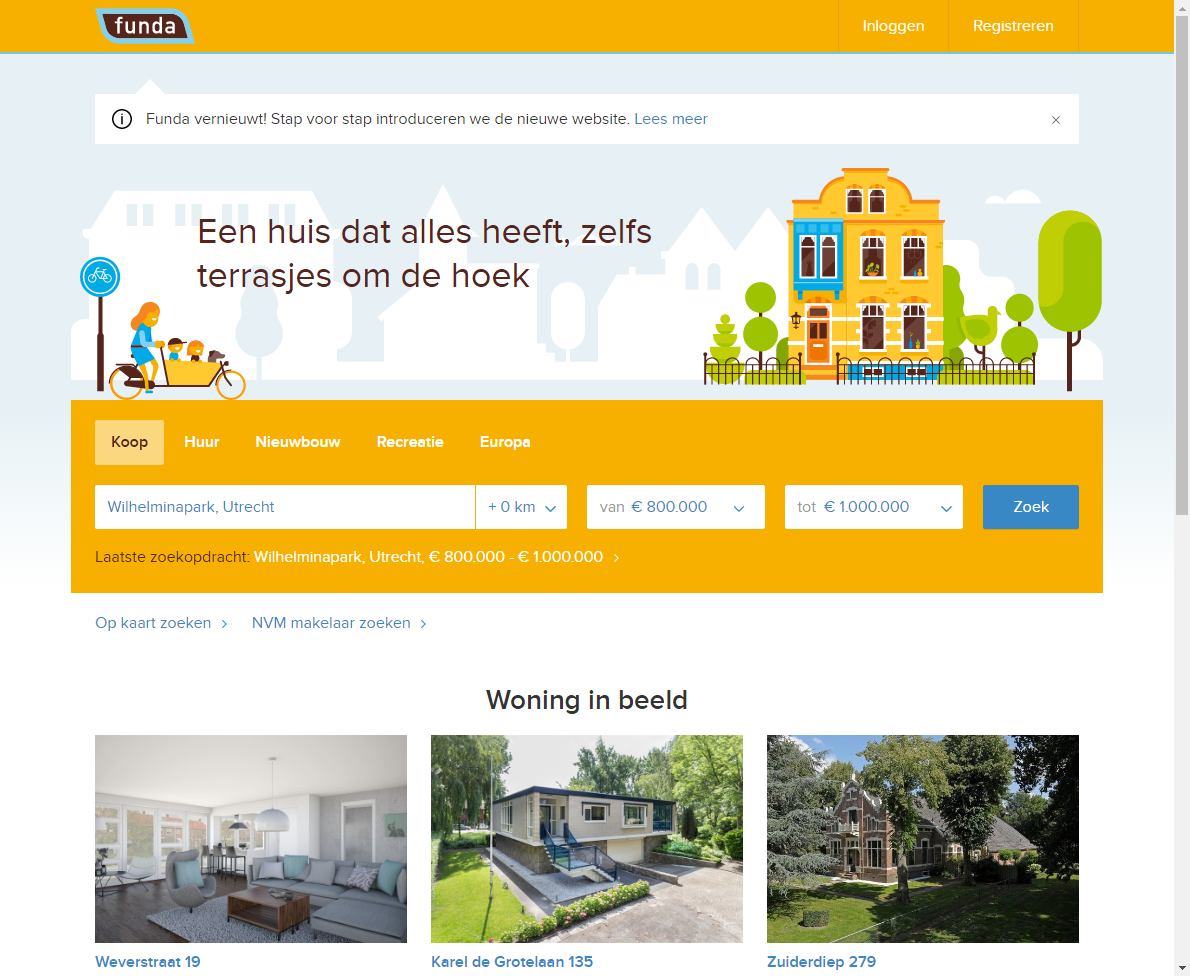 funda
Inloggen
Registreren
Funda vernieuwt! Stap voor stap introduceren we de nieuwe website. Lees meer
Een huis dat alles heeft, zelfs
terrasjes om de hoek
Koop
Huur
Nieuwbouw
Recreatie
Europa
Wilhelminapark, Utrecht
+ 0 km
van € 800.000
tot € 1.000.000
Zoek
Laatste zoekopdracht: Wilhelminapark, Utrecht, € 800.000 - € 1.000.000
Op kaart zoeken
NVM makelaar zoeken
Woning in beeld
Weverstraat 19
Karel de Grotelaan 135
Zuiderdiep 279